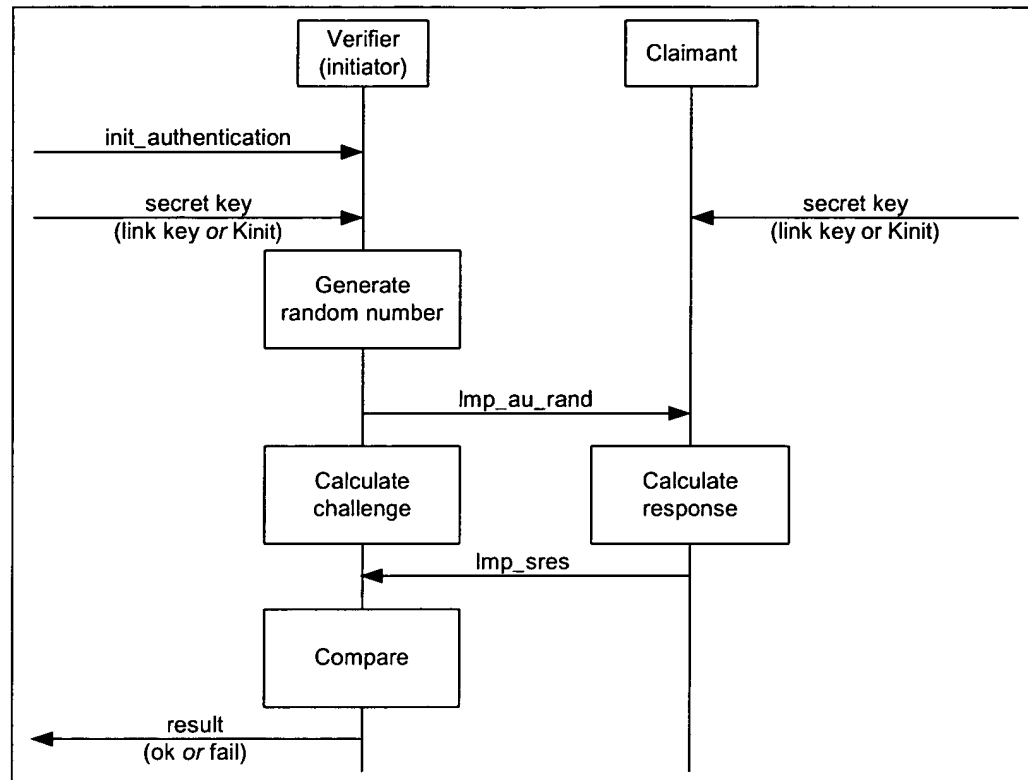 Verifier
(initiator)
Claimant
init_authentication
secret key
(link key or Kinit)
secret key
(link key or Kinit)
Generate
random number
lmp_au_rand
Calculate
challenge
Calculate
response
lmp_sres
Compare
result
(ok or fail)